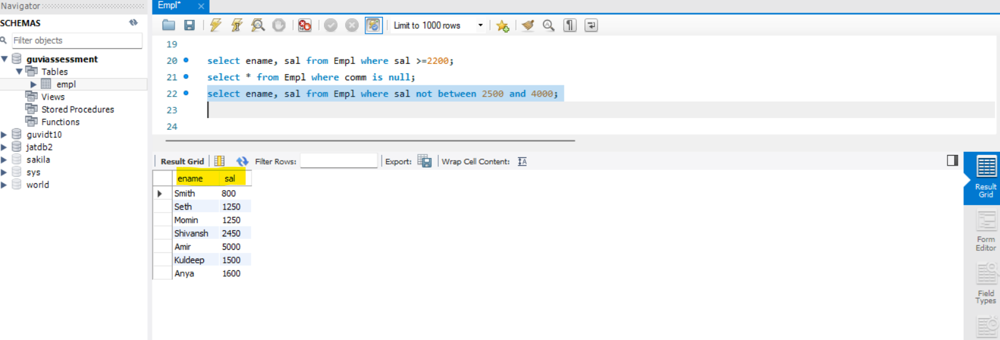 Navigator
Empl*
SCHEMAS
Limit to 1000 rows
Filter objects
guviassessment
Tables
empl
Views
Stored Procedures
Functions
guvidt10
jatdb2
sakila
sys
world
19
20 select ename, sal from Empl where sal >=2200;
21 select * from Empl where comm is null;
22 select ename, sal from Empl where sal not between 2500 and 4000;
23
24
Result Grid Filter Rows: Export: Wrap Cell Content:
ename sal
Smith 800
Seth 1250
Momin 1250
Shivansh 2450
Amir 5000
Kuldeep 1500
Anya 1600
Result
Grid
Form
Editor
Field
Types